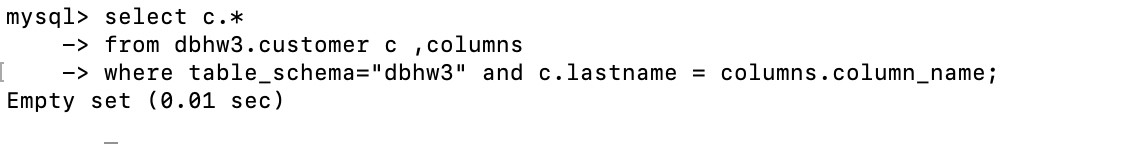 mysql> select c.*
    -> from dbhw3.customer c ,columns
    -> where table_schema="dbhw3" and c.lastname = columns.column_name;
Empty set (0.01 sec)